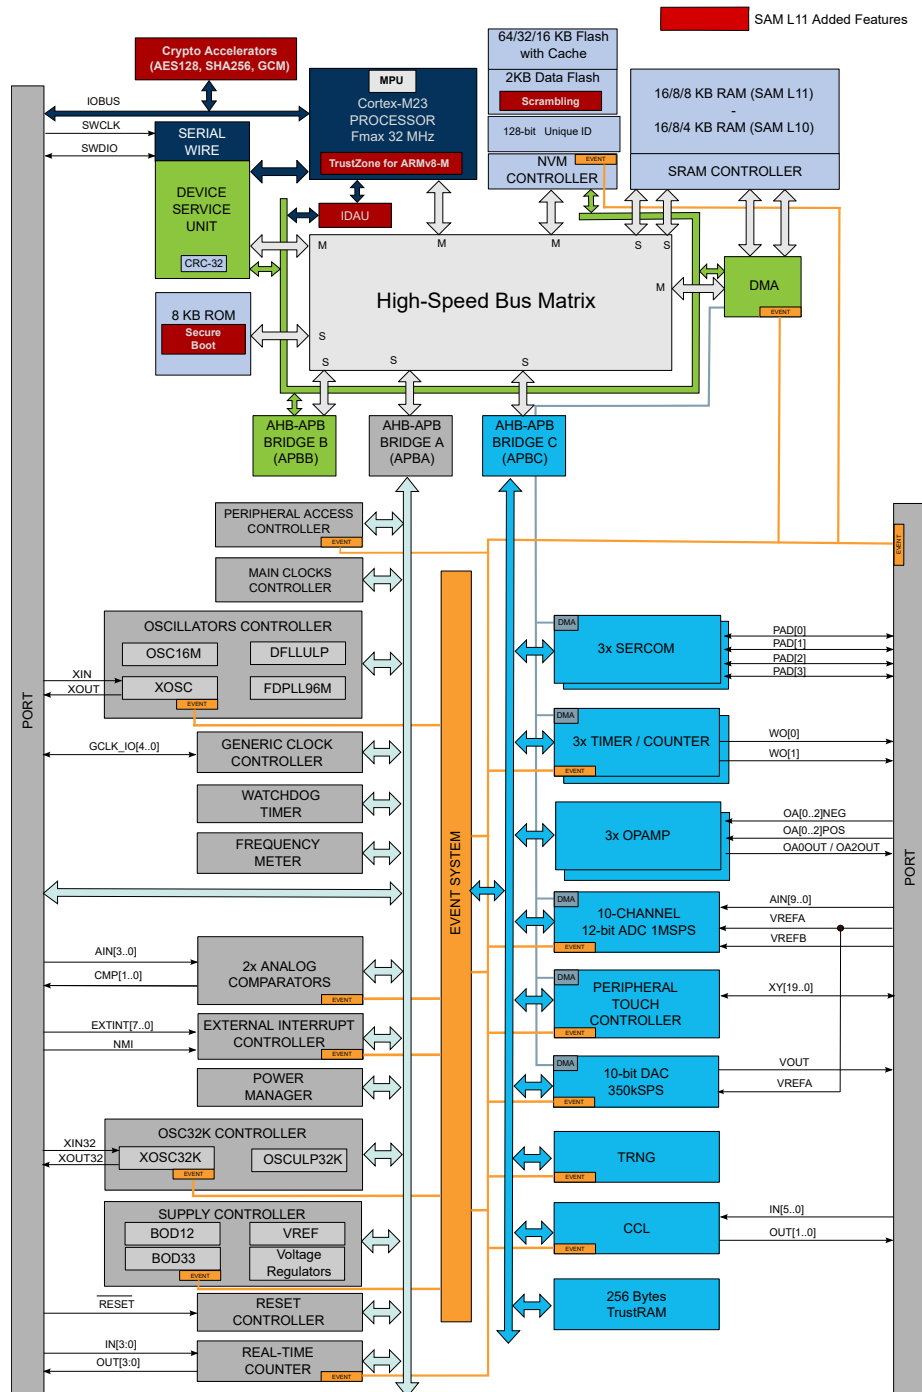 SAM L11 Added Features
Crypto Accelerators
(AES128, SHA256, GCM)
MPU
Cortex-M23
PROCESSOR
Fmax 32 MHz
TrustZone for ARMv8-M
64/32/16 KB Flash
with Cache
2KB Data Flash
Scrambling
128-bit Unique ID
EVENT
NVM
CONTROLLER
16/8/8 KB RAM (SAM L11)
-
16/8/4 KB RAM (SAM L10)
SRAM CONTROLLER
IOBUS
SWCLK
SWDIO
SERIAL
WIRE
DEVICE
SERVICE
UNIT
CRC-32
IDAU
M
M
M
S
S
High-Speed Bus Matrix
M
DMA
EVENT
8 KB ROM
Secure
Boot
S
S
S
S
AHB-APB
BRIDGE B
(APBB)
AHB-APB
BRIDGE A
(APBA)
AHB-APB
BRIDGE C
(APBC)
PORT
PERIPHERAL ACCESS
CONTROLLER
EVENT
MAIN CLOCKS
CONTROLLER
OSCILLATORS CONTROLLER
OSC16M
DFLLULP
XOSC
FDPLL96M
EVENT
XIN
XOUT
GCLK_IO[4..0]
GENERIC CLOCK
CONTROLLER
WATCHDOG
TIMER
FREQUENCY
METER
AIN[3..0]
CMP[1..0]
2x ANALOG
COMPARATORS
EVENT
EXTINT[7..0]
NMI
EXTERNAL INTERRUPT
CONTROLLER
EVENT
POWER
MANAGER
OSC32K CONTROLLER
XIN32
XOUT32
XOSC32K
OSCULP32K
EVENT
SUPPLY CONTROLLER
BOD12
VREF
BOD33
Voltage
Regulators
EVENT
RESET
RESET
CONTROLLER
IN[3:0]
OUT[3:0]
REAL-TIME
COUNTER
EVENT
EVENT SYSTEM
EVENT
PORT
DMA
3x SERCOM
PAD[0]
PAD[1]
PAD[2]
PAD[3]
DMA
3x TIMER / COUNTER
EVENT
WO[0]
WO[1]
3x OPAMP
OA[0..2]NEG
OA[0..2]POS
OA0OUT / OA2OUT
DMA
10-CHANNEL
12-bit ADC 1MSPS
EVENT
AIN[9..0]
VREFA
VREFB
DMA
PERIPHERAL
TOUCH
CONTROLLER
EVENT
XY[19..0]
DMA
10-bit DAC
350kSPS
EVENT
VOUT
VREFA
TRNG
EVENT
CCL
EVENT
IN[5..0]
OUT[1..0]
256 Bytes
TrustRAM